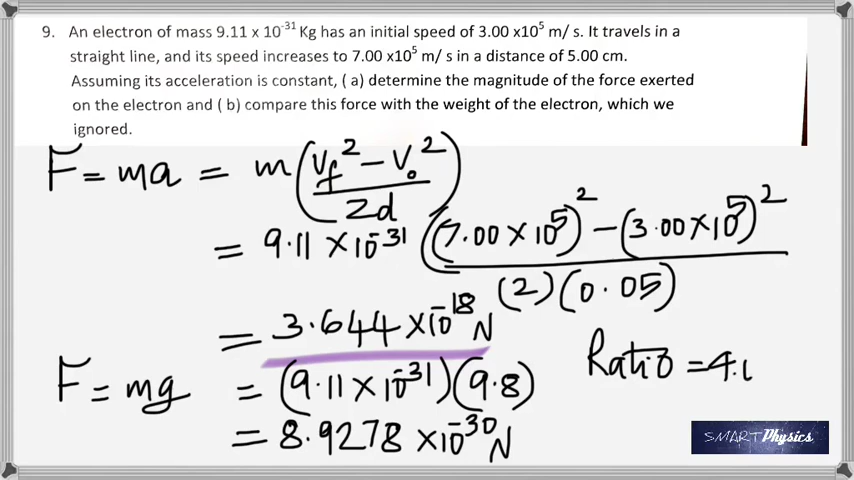 9. An electron of mass 9.11 x 10⁻³¹ Kg has an initial speed of 3.00 x10⁵ m/ s. It travels in a
straight line, and its speed increases to 7.00 x10⁵ m/ s in a distance of 5.00 cm.
Assuming its acceleration is constant, ( a) determine the magnitude of the force exerted
on the electron and ( b) compare this force with the weight of the electron, which we
ignored.
F = ma = m((V_f² − V₀²)/2d)
= 9.11 × 10⁻³¹ ((7.00 × 10⁵)² − (3.00 × 10⁵)²)/(2)(0.05)
= 3.644 × 10⁻¹⁸ N
Ratio = 4.
F = mg = (9.11 × 10⁻³¹)(9.8)
= 8.9278 × 10⁻³⁰ N
SMART Physics